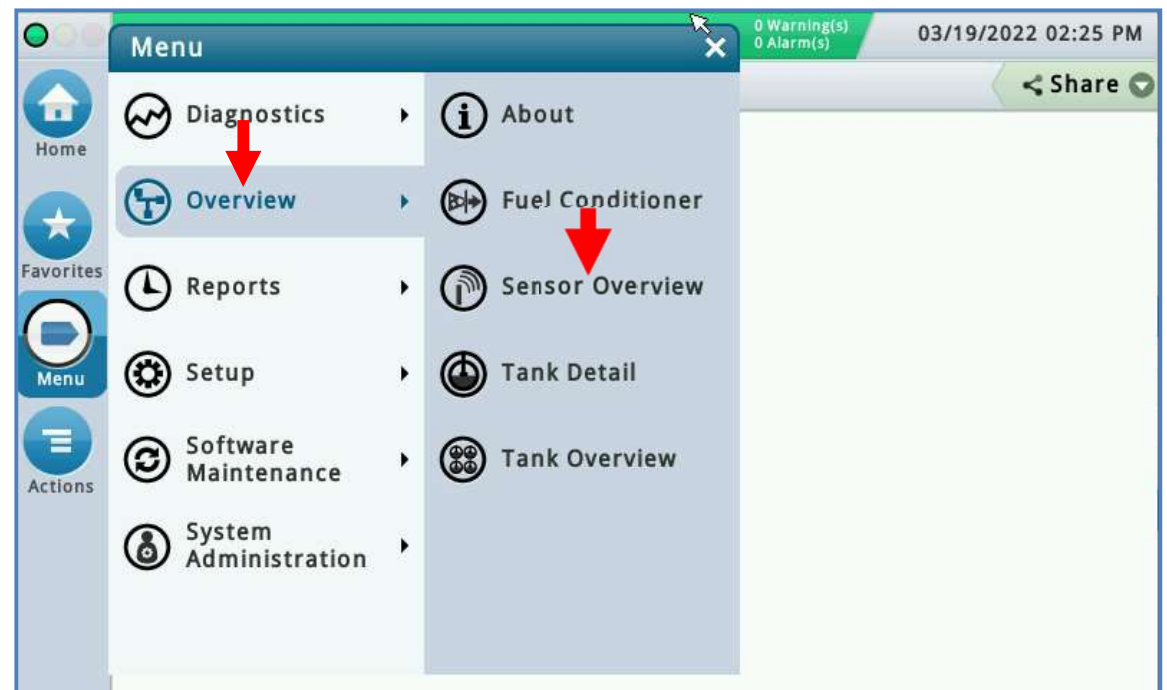 Menu
0 Warning(s)
0 Alarm(s)
03/19/2022 02:25 PM
Share
Home
Favorites
Menu
Actions
Diagnostics
Overview
Reports
Setup
Software
Maintenance
System
Administration
About
Fuel Conditioner
Sensor Overview
Tank Detail
Tank Overview